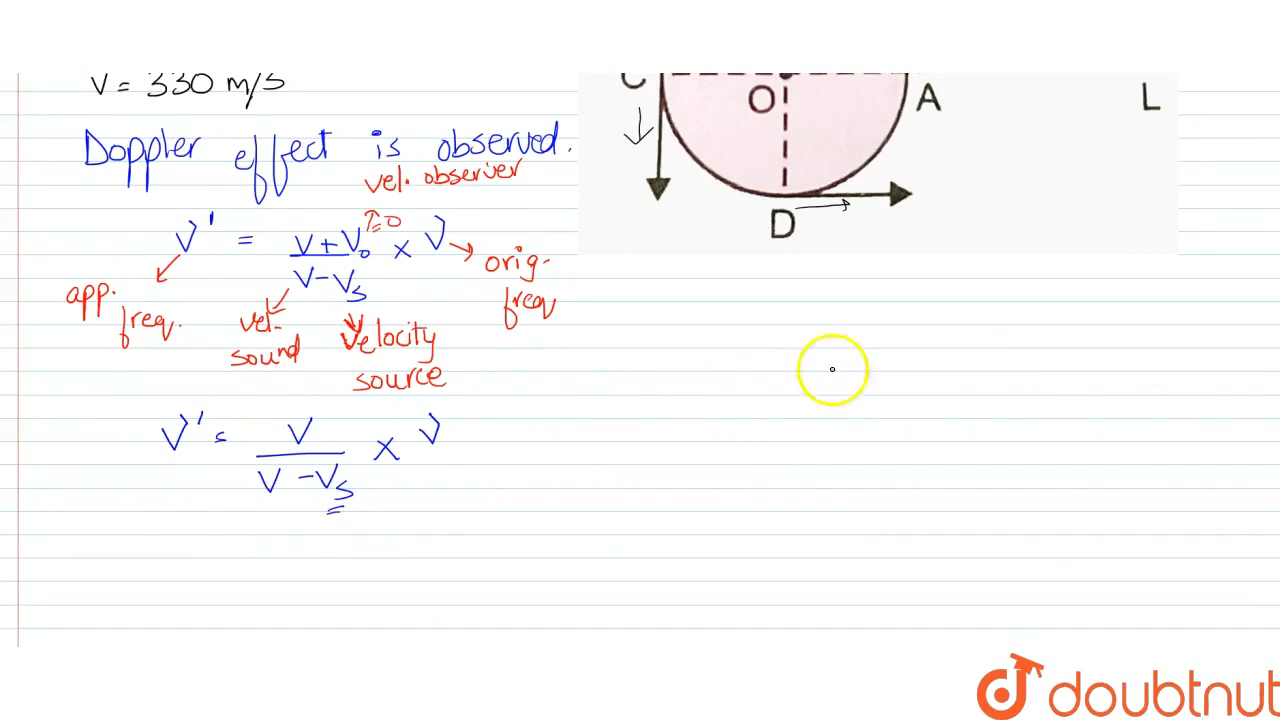 V = 330 m/s
Doppler effect is observed.
vel. observer
ν' = V + V₀ × ν
V - Vs
= 0
orig.
freq
app.
freq.
vel.
sound
velocity
source
ν' = V × ν
V - Vs
C
O
A
L
D
doubtnut